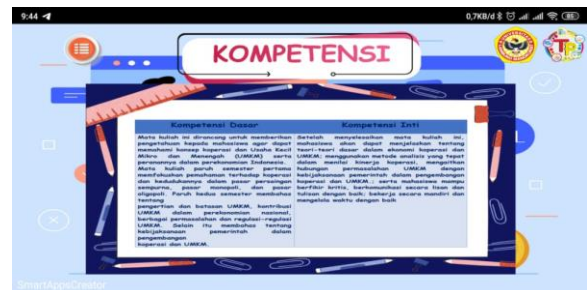 9:44
0,7KB/d
85
KOMPETENSI
Kompetensi Dasar
Mata kuliah ini dirancang untuk memberikan
pengetahuan kepada mahasiswa agar dapat
memahami konsep koperasi dan Usaha Kecil
Mikro dan Menengah (UMKM) serta
peranannya dalam perekonomian Indonesia.
Mata kuliah paruh semester pertama
memfokuskan pemahaman terhadap koperasi
dan kedudukannya dalam pasar persaingan
sempurna, pasar monopoli, dan pasar
oligopoli. Paruh kedua semester membahas
tentang
pengertian dan batasan UMKM, kontribusi
UMKM dalam perekonomian nasional,
berbagai permasalahan dan regulasi-regulasi
UMKM. Selain itu membahas tentang
kebijaksanaan pemerintah dalam
pengembangan
koperasi dan UMKM.
Kompetensi Inti
Setelah menyelesaikan mata kuliah ini,
mahasiswa akan dapat menjelaskan tentang
teori-teori dasar dalam ekonomi koperasi dan
UMKM; menggunakan metode analisis yang tepat
dalam menilai kinerja koperasi, mengaitkan
hubungan permasalahan UMKM dengan
kebijaksanaan pemerintah dalam pengembangan
koperasi dan UMKM.; serta mahasiswa mampu
berfikir kritis, berkomunikasi secara lisan dan
tulisan dengan baik; bekerja secara mandiri dan
mengelola waktu dengan baik
SmartAppsCreator